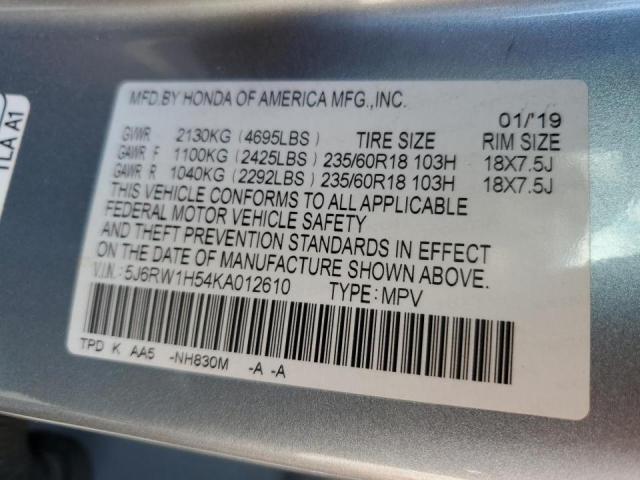 MFD.BY HONDA OF AMERICA MFG.,INC.
01/'19
GVWR 2130KG (4695LBS) TIRE SIZE RIM SIZE
GAWR F 1100KG (2425LBS) 235/60R18 103H 18X7.5J
GAWR R 1040KG (2292LBS) 235/60R18 103H 18X7.5J
THIS VEHICLE CONFORMS TO ALL APPLICABLE
FEDERAL MOTOR VEHICLE SAFETY
AND THEFT PREVENTION STANDARDS IN EFFECT
ON THE DATE OF MANUFACTURE SHOWN ABOVE.
V.I.N.: 5J6RW1H54KA012610 TYPE: MPV
TPD K AA5 -NH830M -A -A
TLA A1